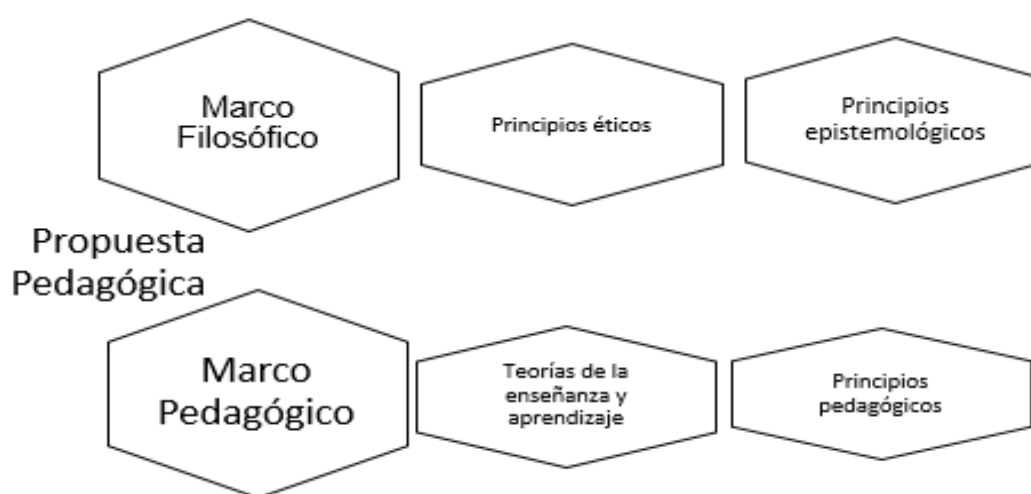 Marco
Filosófico
Principios éticos
Principios
epistemológicos
Propuesta
Pedagógica
Marco
Pedagógico
Teorías de la
enseñanza y
aprendizaje
Principios
pedagógicos